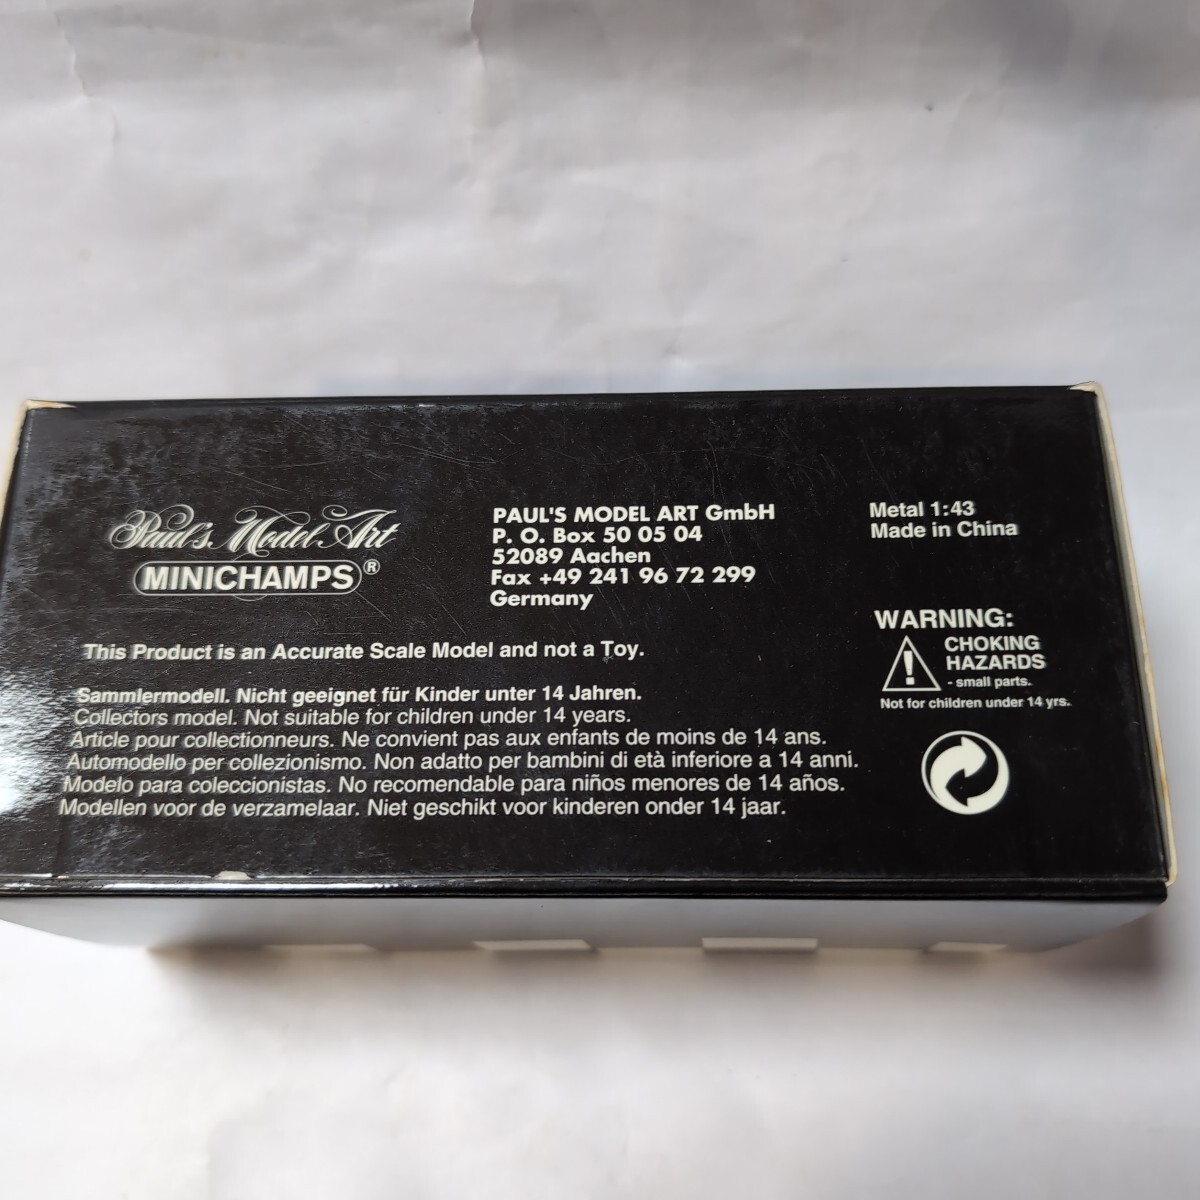 Paul's Model Art
MINICHAMPS®
PAUL'S MODEL ART GmbH
P. O. Box 50 05 04
52089 Aachen
Fax +49 241 96 72 299
Germany
Metal 1:43
Made in China
WARNING:
CHOKING
HAZARDS
- small parts.
Not for children under 14 yrs.
This Product is an Accurate Scale Model and not a Toy.
Sammlermodell. Nicht geeignet für Kinder unter 14 Jahren.
Collectors model. Not suitable for children under 14 years.
Article pour collectionneurs. Ne convient pas aux enfants de moins de 14 ans.
Automodello per collezionismo. Non adatto per bambini di età inferiore a 14 anni.
Modelo para coleccionistas. No recomendable para niños menores de 14 años.
Modellen voor de verzamelaar. Niet geschikt voor kinderen onder 14 jaar.